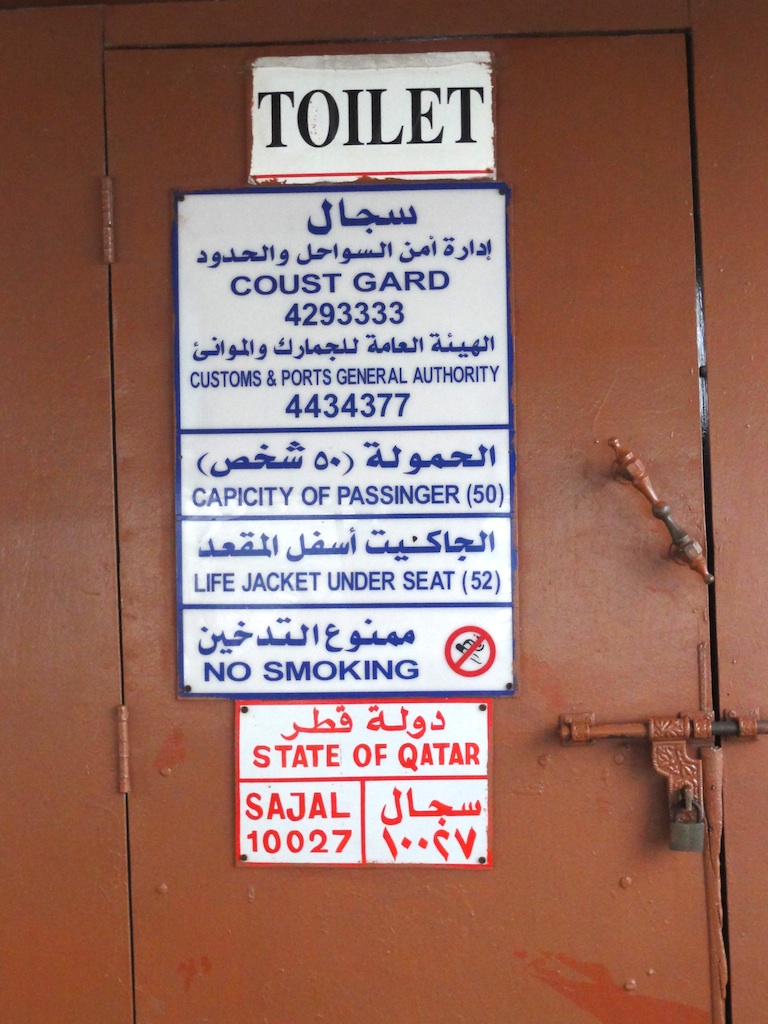 TOILET
سجال
إدارة أمن السواحل والحدود
COUST GARD
4293333
الهيئة العامة للجمارك والموانئ
CUSTOMS & PORTS GENERAL AUTHORITY
4434377
الحمولة (٥٠ شخص)
CAPICITY OF PASSINGER (50)
الجاكيت أسفل المقعد
LIFE JACKET UNDER SEAT (52)
ممنوع التدخين
NO SMOKING
دولة قطر
STATE OF QATAR
SAJAL
10027
سجال
١٠٠٢٧